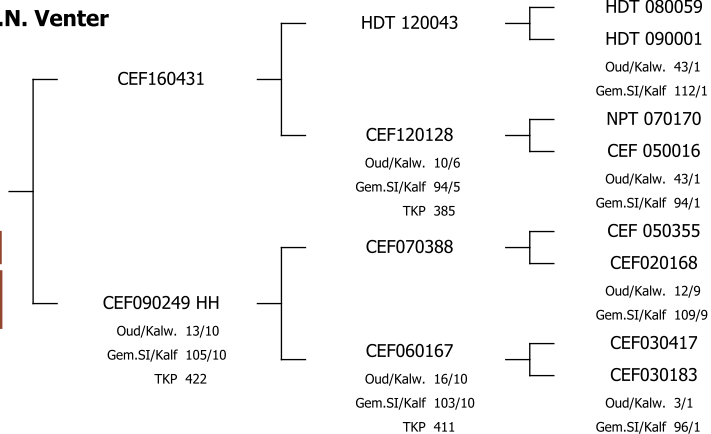 .N. Venter
CEF160431
CEF090249 HH
Oud/Kalw. 13/10
Gem.SI/Kalf 105/10
TKP 422
HDT 120043
CEF120128
Oud/Kalw. 10/6
Gem.SI/Kalf 94/5
TKP 385
CEF070388
CEF060167
Oud/Kalw. 16/10
Gem.SI/Kalf 103/10
TKP 411
HDT 080059
HDT 090001
Oud/Kalw. 43/1
Gem.SI/Kalf 112/1
NPT 070170
CEF 050016
Oud/Kalw. 43/1
Gem.SI/Kalf 94/1
CEF 050355
CEF020168
Oud/Kalw. 12/9
Gem.SI/Kalf 109/9
CEF030417
CEF030183
Oud/Kalw. 3/1
Gem.SI/Kalf 96/1